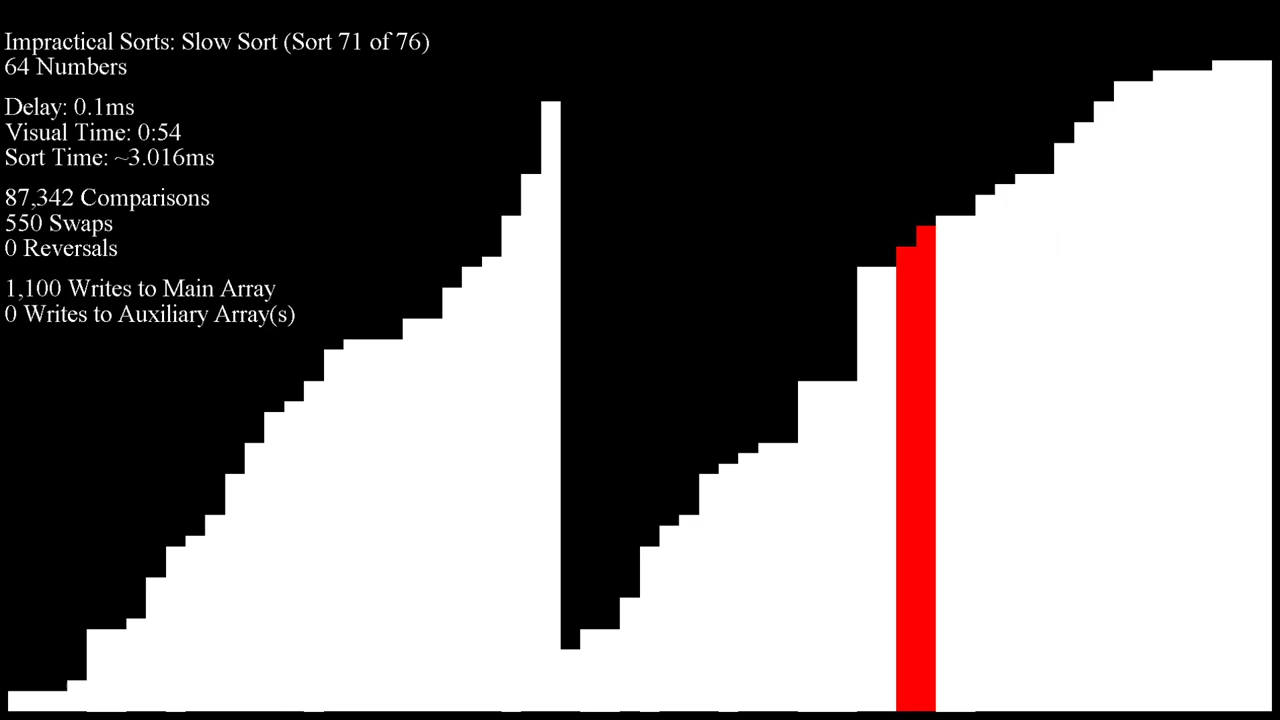 Impractical Sorts: Slow Sort (Sort 71 of 76)
64 Numbers
Delay: 0.1ms
Visual Time: 0:54
Sort Time: ~3.016ms
87,342 Comparisons
550 Swaps
0 Reversals
1,100 Writes to Main Array
0 Writes to Auxiliary Array(s)